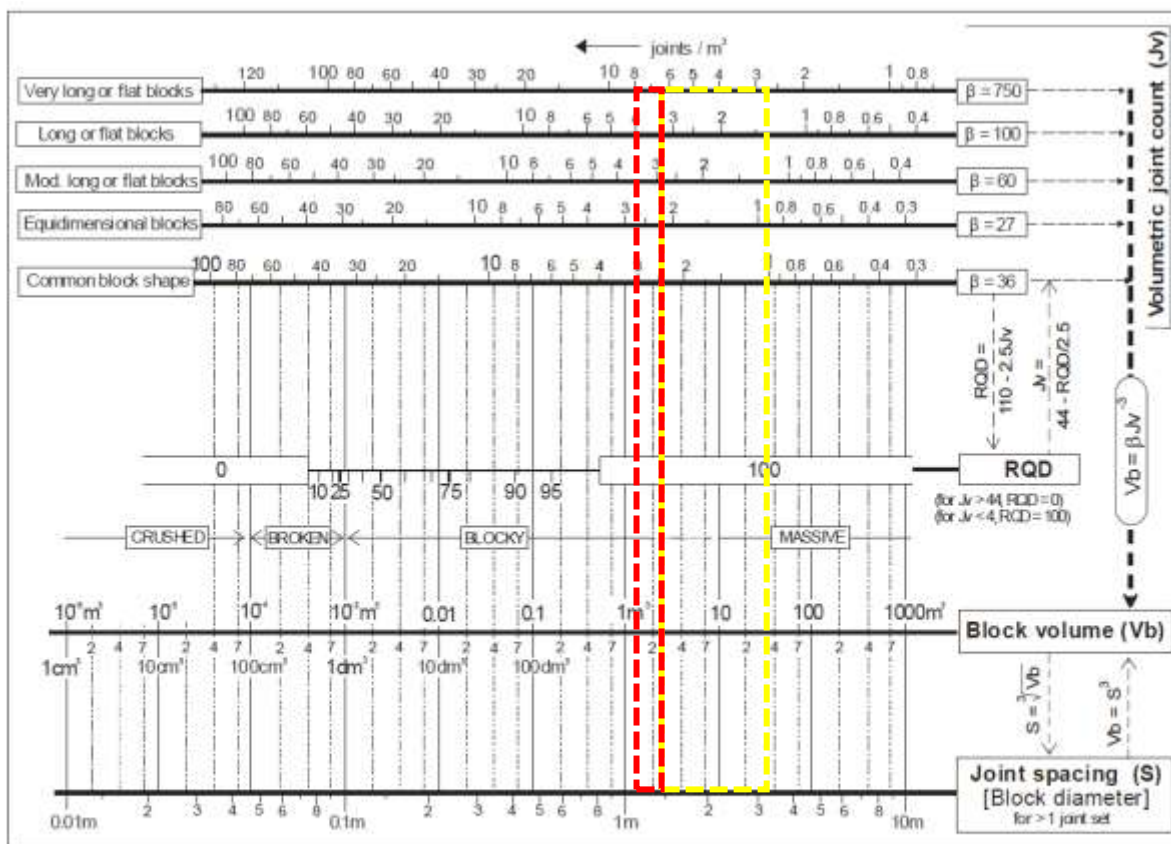 joints / m³
120 100 80 60 40 30 20 10 8 6 5 4 3 2 1 0.8
Very long or flat blocks
β = 750
100 80 60 40 30 20 10 8 6 5 4 3 2 1 0.8 0.6 0.4
Long or flat blocks
β = 100
100 80 60 40 30 20 10 8 6 5 4 3 2 1 0.8 0.6 0.4
Mod. long or flat blocks
β = 60
80 60 40 30 20 10 8 6 5 4 3 2 1 0.8 0.6 0.4 0.3
Equidimensional blocks
β = 27
100 80 60 40 30 20 10 8 6 5 4 2 1 0.8 0.6 0.4 0.3
Common block shape
β = 36
Volumetric joint count (Jv)
RQD =
110 - 2.5Jv
Jv =
44 - RQD/2.5
Vb = β Jv⁻³
0
100
RQD
10 25 50 75 90 95
(for Jv > 44, RQD = 0)
(for Jv < 4, RQD = 100)
CRUSHED BROKEN BLOCKY MASSIVE
0.01 0.1 1m³ 10 100
Block volume (Vb)
2 4 7 2 4 7 2 4 7 2 4 7 2 4 7 2 4 7 2 4 7 2 4 7 2 4 7
1cm³ 10cm³ 100cm³ 1dm³ 10dm³ 100dm³
S = ³√Vb
Vb = S³
Joint spacing (S)
[Block diameter]
for > 1 joint set
2 3 4 5 6 8 2 3 4 5 6 8 2 3 4 5 6 8
0.01m 0.1m 1m 10m